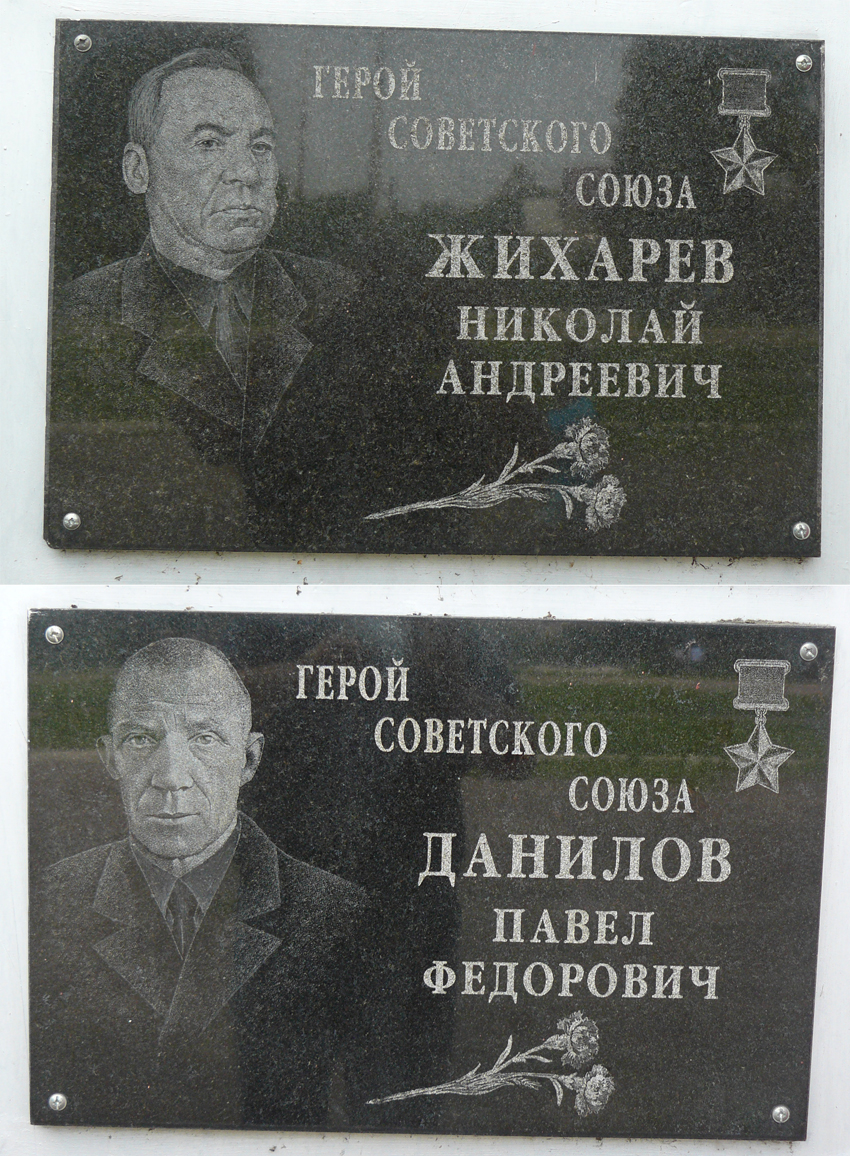 ГЕРОЙ
СОВЕТСКОГО
СОЮЗА
ЖИХАРЕВ
НИКОЛАЙ
АНДРЕЕВИЧ
ГЕРОЙ
СОВЕТСКОГО
СОЮЗА
ДАНИЛОВ
ПАВЕЛ
ФЕДОРОВИЧ